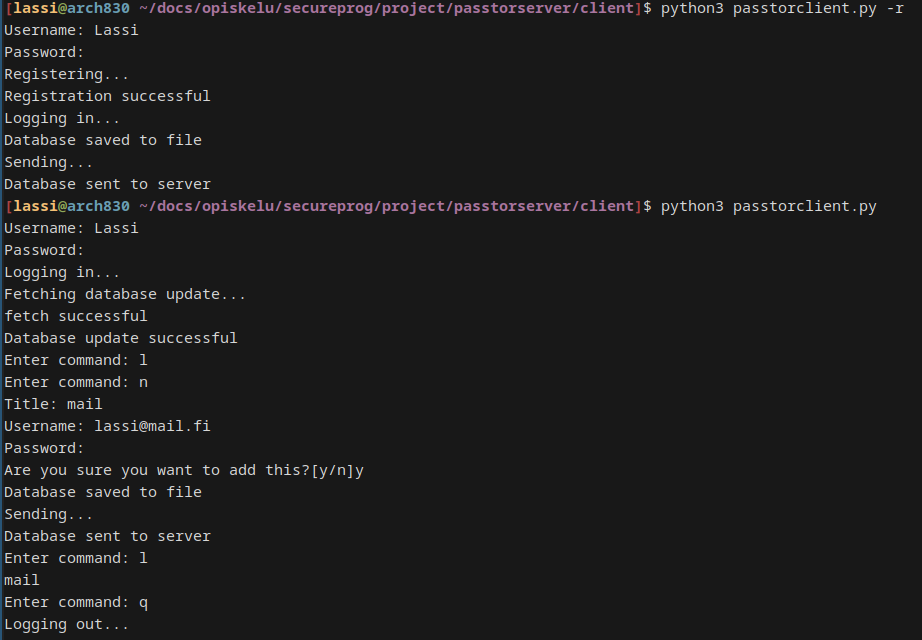 [lassi@arch830 ~/docs/opiskelu/secureprog/project/passtorserver/client]$ python3 passtorclient.py -r
Username: Lassi
Password:
Registering...
Registration successful
Logging in...
Database saved to file
Sending...
Database sent to server
[lassi@arch830 ~/docs/opiskelu/secureprog/project/passtorserver/client]$ python3 passtorclient.py
Username: Lassi
Password:
Logging in...
Fetching database update...
fetch successful
Database update successful
Enter command: l
Enter command: n
Title: mail
Username: lassi@mail.fi
Password:
Are you sure you want to add this?[y/n]y
Database saved to file
Sending...
Database sent to server
Enter command: l
mail
Enter command: q
Logging out...